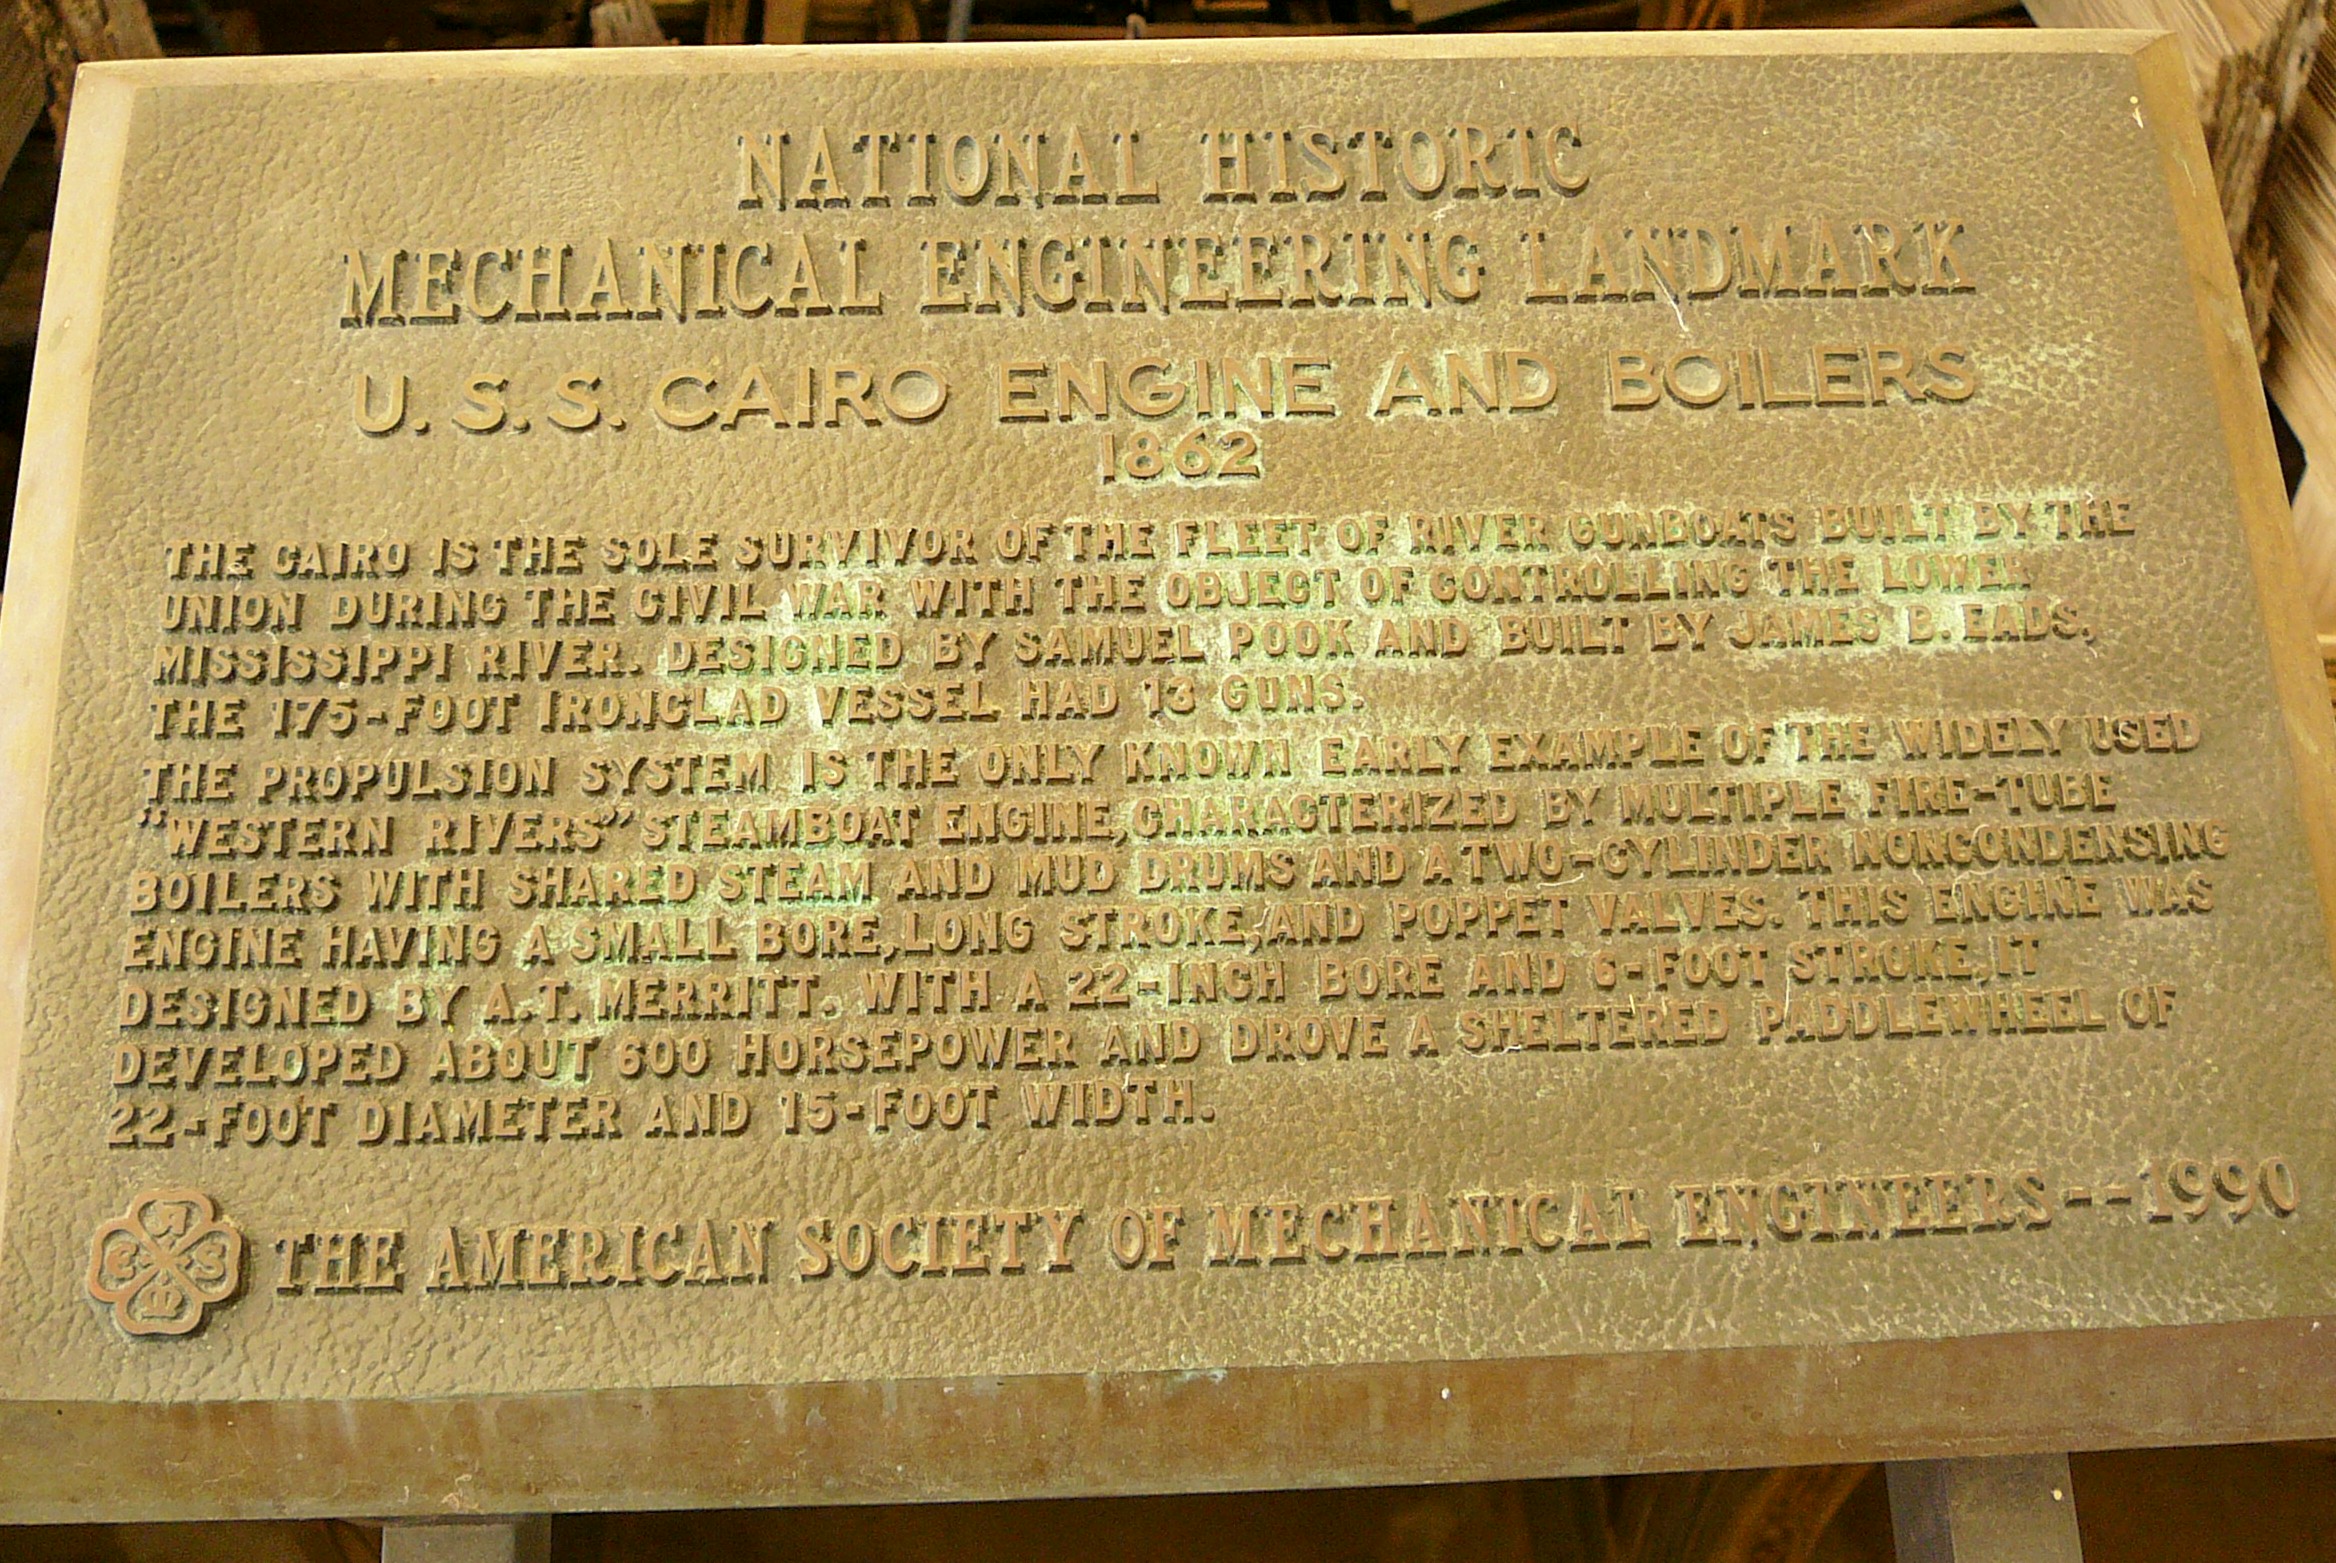 NATIONAL HISTORIC
MECHANICAL ENGINEERING LANDMARK
U.S.S. CAIRO ENGINE AND BOILERS
1862
THE CAIRO IS THE SOLE SURVIVOR OF THE FLEET OF RIVER GUNBOATS BUILT BY THE
UNION DURING THE CIVIL WAR WITH THE OBJECT OF CONTROLLING THE LOWER
MISSISSIPPI RIVER. DESIGNED BY SAMUEL POOK AND BUILT BY JAMES B. EADS,
THE 175-FOOT IRONCLAD VESSEL HAD 13 GUNS.
THE PROPULSION SYSTEM IS THE ONLY KNOWN EARLY EXAMPLE OF THE WIDELY USED
"WESTERN RIVERS" STEAMBOAT ENGINE, CHARACTERIZED BY MULTIPLE FIRE-TUBE
BOILERS WITH SHARED STEAM AND MUD DRUMS AND A TWO-CYLINDER NONCONDENSING
ENGINE HAVING A SMALL BORE, LONG STROKE, AND POPPET VALVES. THIS ENGINE WAS
DESIGNED BY A.T. MERRITT. WITH A 22-INCH BORE AND 6-FOOT STROKE, IT
DEVELOPED ABOUT 600 HORSEPOWER AND DROVE A SHELTERED PADDLEWHEEL OF
22-FOOT DIAMETER AND 15-FOOT WIDTH.
A S M E THE AMERICAN SOCIETY OF MECHANICAL ENGINEERS--1990